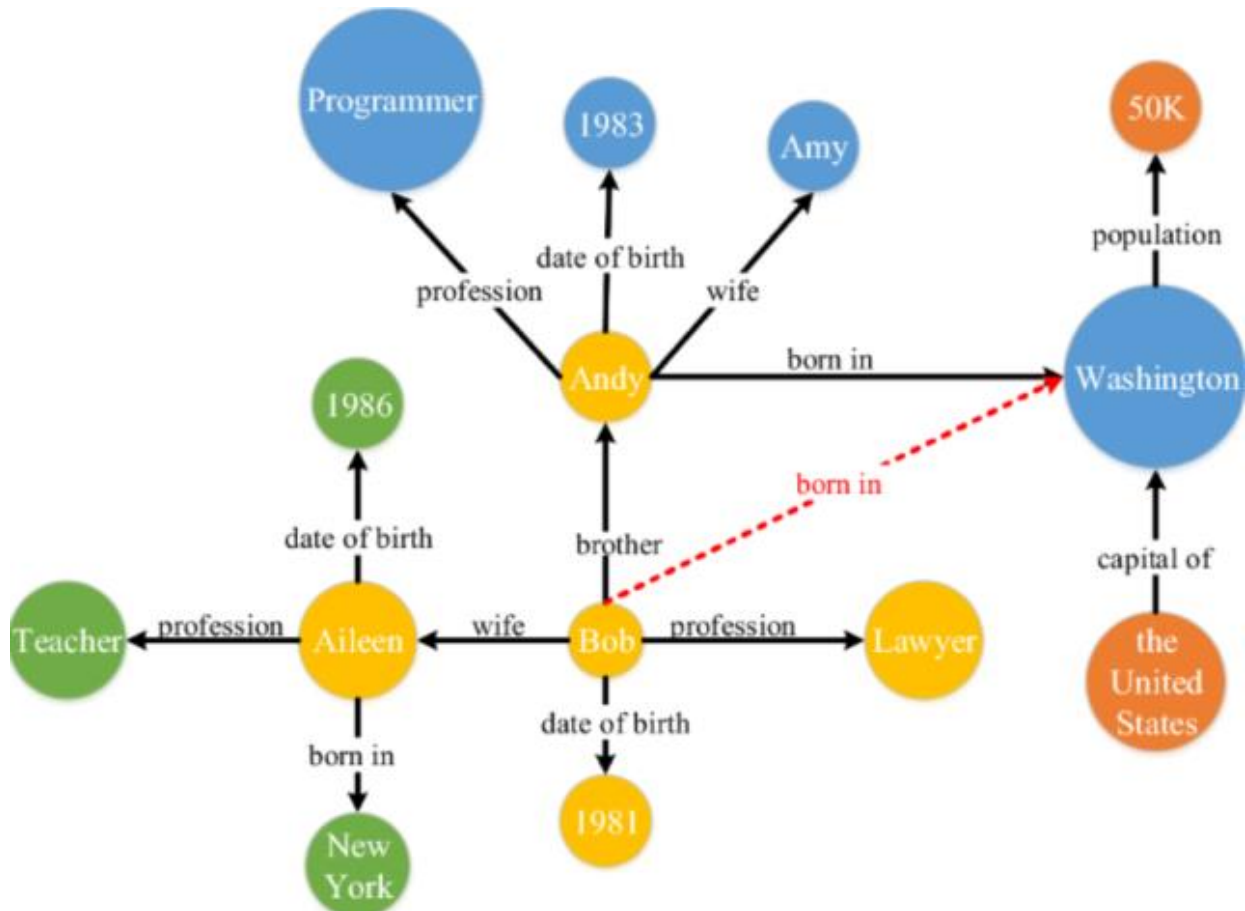 Programmer
1983
Amy
50K
population
date of birth
profession
wife
born in
Andy
Washington
1986
born in
date of birth
brother
capital of
Teacher
profession
Aileen
wife
Bob
profession
Lawyer
the
United
States
born in
date of birth
1981
New
York